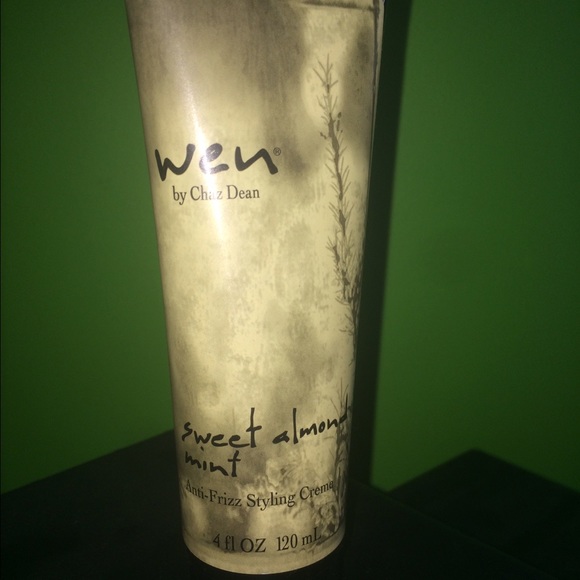 wen®
by Chaz Dean
sweet almond
mint
Anti-Frizz Styling Creme
4 fl OZ 120 mL